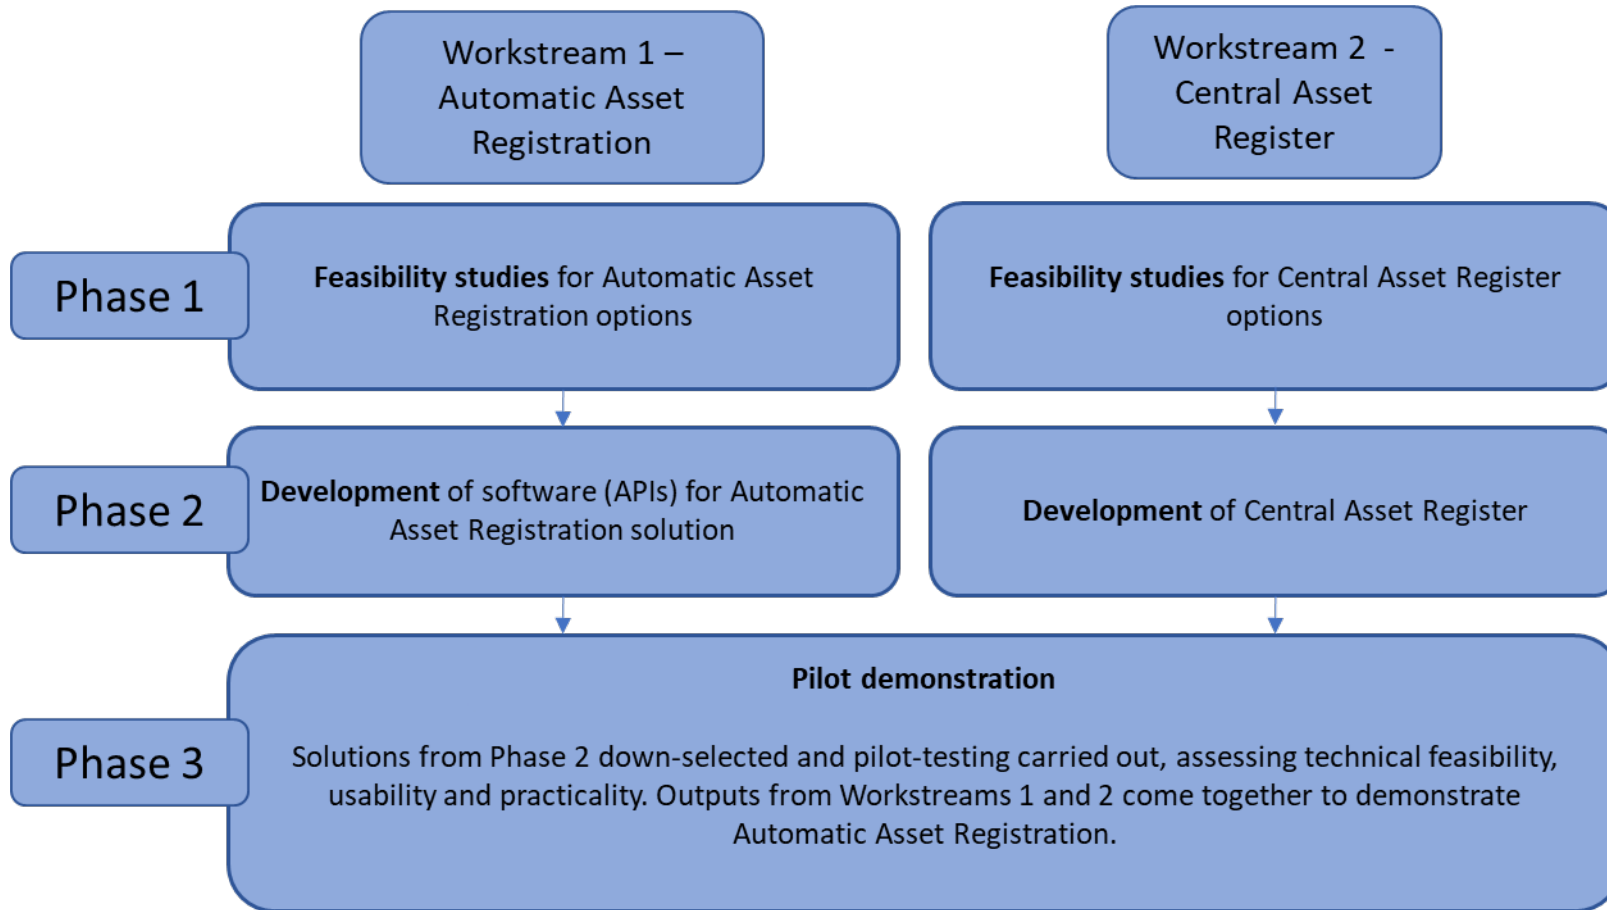 Workstream 1 –
Automatic Asset
Registration
Workstream 2 -
Central Asset
Register
Phase 1
Feasibility studies for Automatic Asset
Registration options
Feasibility studies for Central Asset Register
options
Phase 2
Development of software (APIs) for Automatic
Asset Registration solution
Development of Central Asset Register
Phase 3
Pilot demonstration
Solutions from Phase 2 down-selected and pilot-testing carried out, assessing technical feasibility,
usability and practicality. Outputs from Workstreams 1 and 2 come together to demonstrate
Automatic Asset Registration.